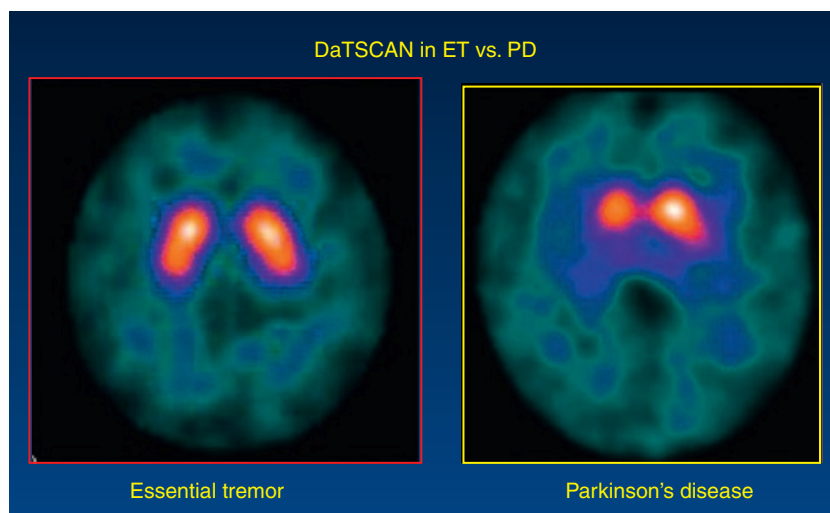 DaTSCAN in ET vs. PD
Essential tremor
Parkinson’s disease